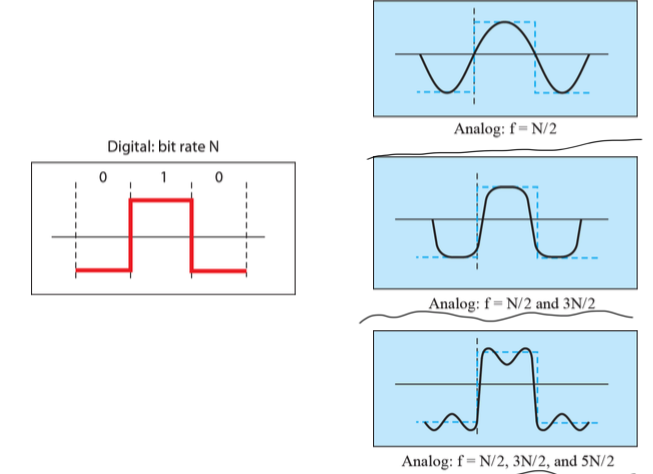 Digital: bit rate N
0 1 0
Analog: f = N/2
Analog: f = N/2 and 3N/2
Analog: f = N/2, 3N/2, and 5N/2